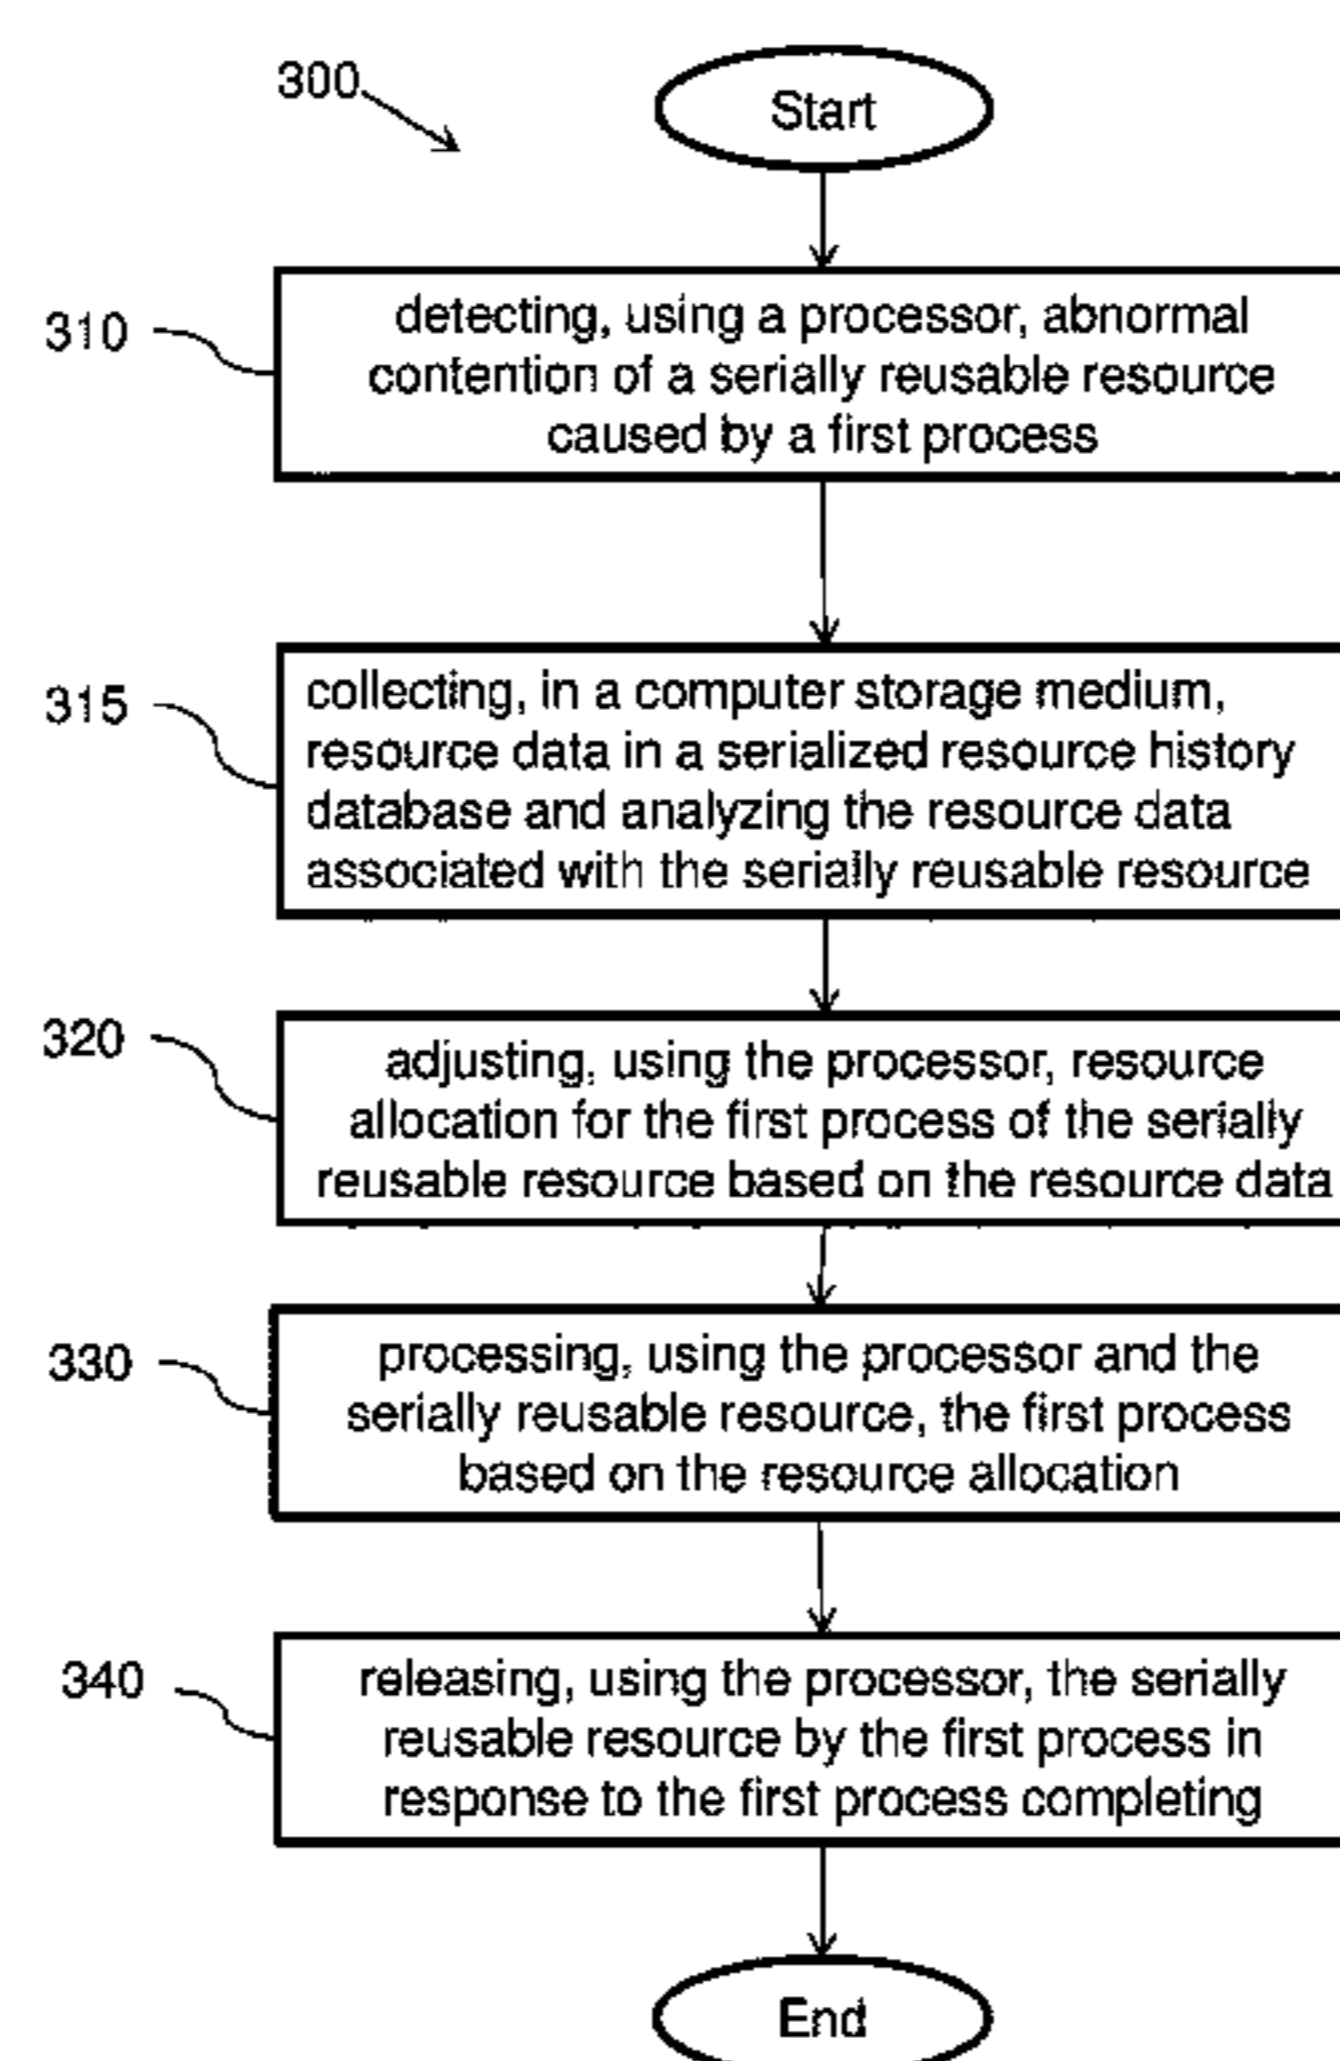 300
Start
310
detecting, using a processor, abnormal
contention of a serially reusable resource
caused by a first process
315
collecting, in a computer storage medium,
resource data in a serialized resource history
database and analyzing the resource data
associated with the serially reusable resource
320
adjusting, using the processor, resource
allocation for the first process of the serially
reusable resource based on the resource data
330
processing, using the processor and the
serially reusable resource, the first process
based on the resource allocation
340
releasing, using the processor, the serially
reusable resource by the first process in
response to the first process completing
End